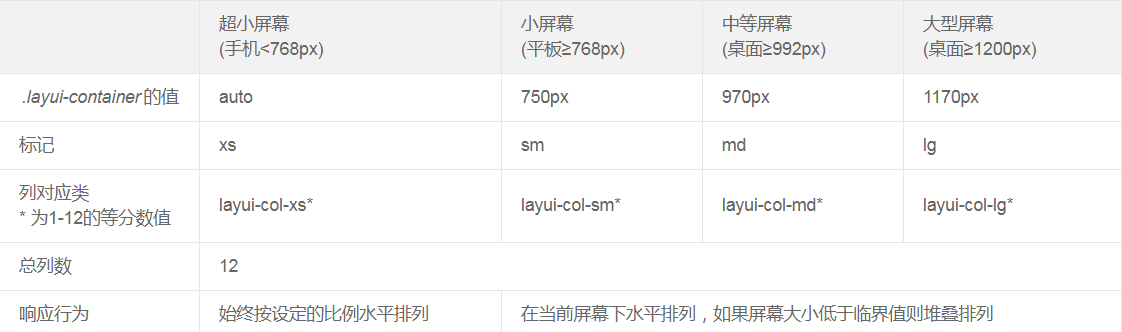 超小屏幕
(手机<768px)
小屏幕
(平板≥768px)
中等屏幕
(桌面≥992px)
大型屏幕
(桌面≥1200px)
.layui-container的值
auto
750px
970px
1170px
标记
xs
sm
md
lg
列对应类
* 为1-12的等分数值
layui-col-xs*
layui-col-sm*
layui-col-md*
layui-col-lg*
总列数
12
响应行为
始终按设定的比例水平排列
在当前屏幕下水平排列，如果屏幕大小低于临界值则堆叠排列